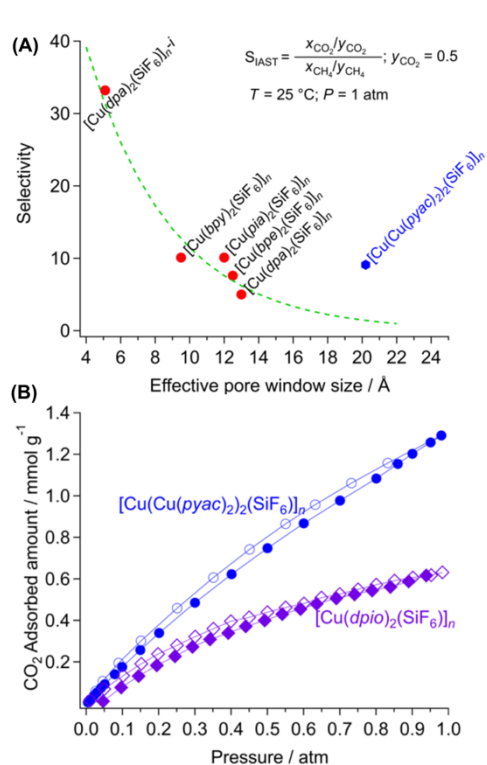 (A)
S_IAST = (x_CO₂/y_CO₂) / (x_CH₄/y_CH₄) ; y_CO₂ = 0.5
T = 25 °C; P = 1 atm
40
30
20
10
0
Selectivity
[Cu(dpa)₂(SiF₆)]ₙ-i
[Cu(bpy)₂(SiF₆)]ₙ
[Cu(pia)₂(SiF₆)]ₙ
[Cu(bpe)₂(SiF₆)]ₙ
[Cu(dpa)₂(SiF₆)]ₙ
[Cu(Cu(pyac)₂)₂(SiF₆)]ₙ
4 6 8 10 12 14 16 18 20 22 24
Effective pore window size / Å
(B)
1.4
1.2
1.0
0.8
0.6
0.4
0.2
CO₂ Adsorbed amount / mmol g⁻¹
[Cu(Cu(pyac)₂)₂(SiF₆)]ₙ
[Cu(dpio)₂(SiF₆)]ₙ
0.0 0.1 0.2 0.3 0.4 0.5 0.6 0.7 0.8 0.9 1.0
Pressure / atm